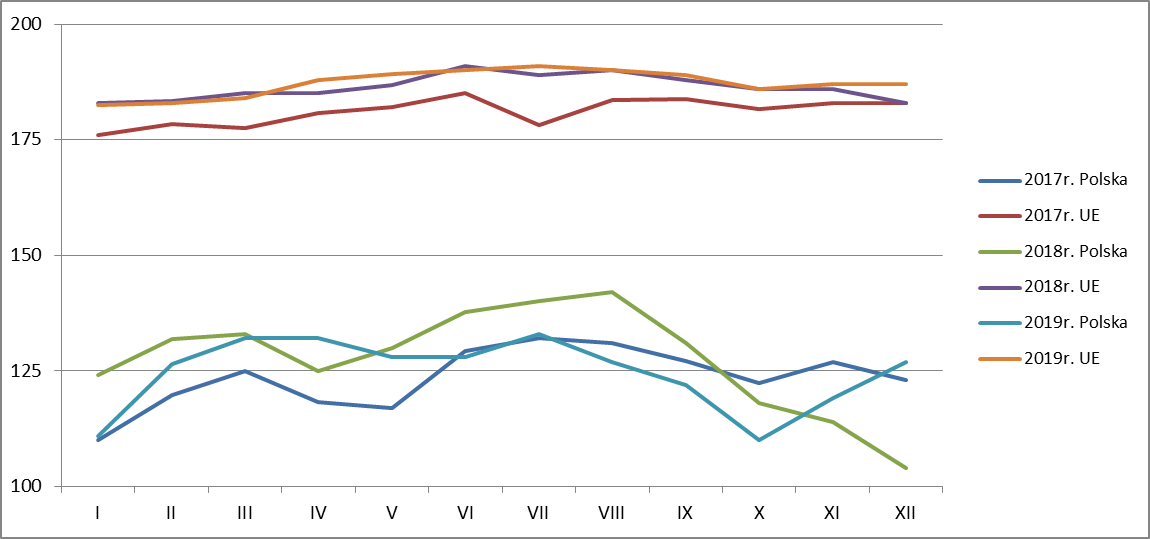 200
175
150
125
100
I II III IV V VI VII VIII IX X XI XII
2017r. Polska
2017r. UE
2018r. Polska
2018r. UE
2019r. Polska
2019r. UE